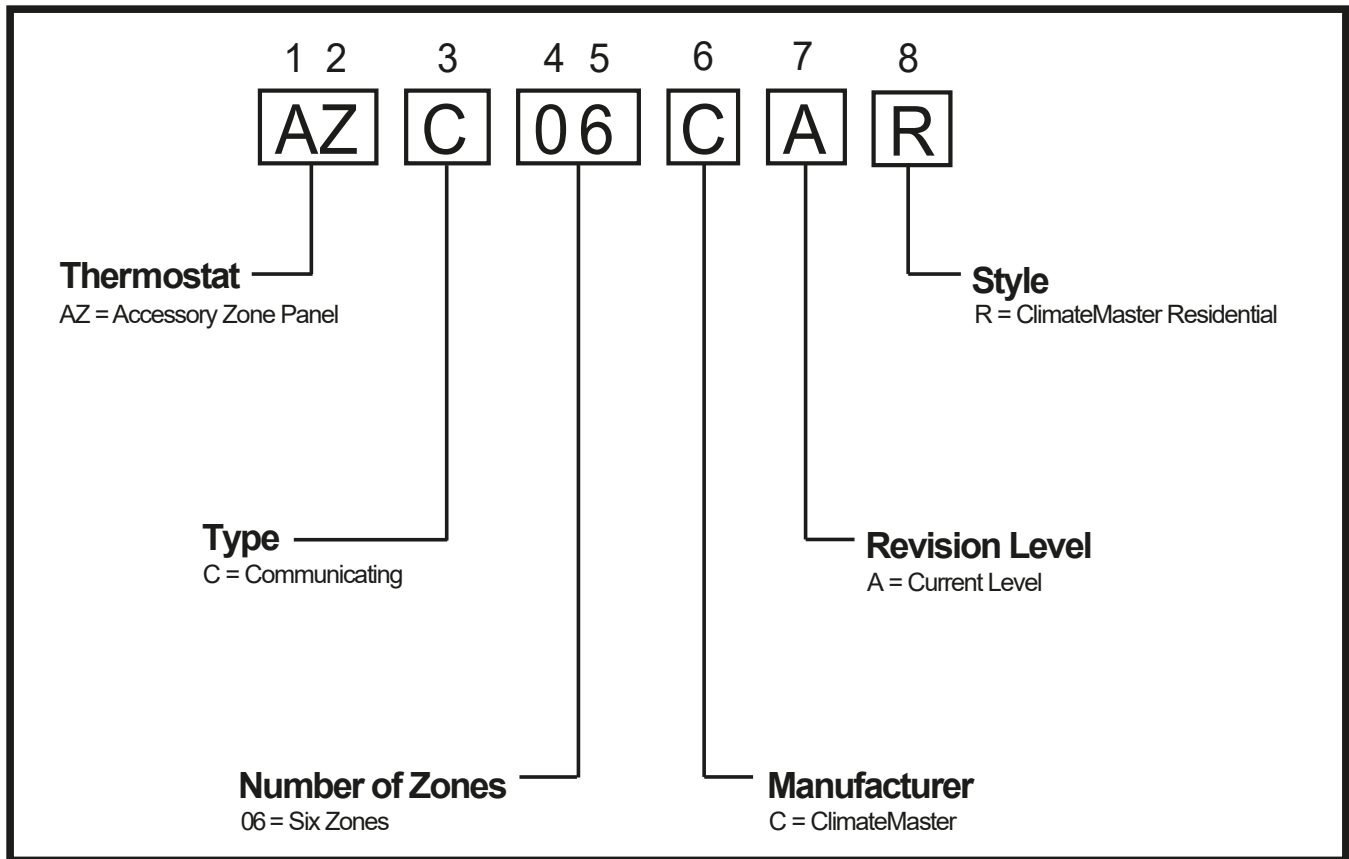 1 2 3 4 5 6 7 8
AZ C 06 C A R
Thermostat
AZ = Accessory Zone Panel
Style
R = ClimateMaster Residential
Type
C = Communicating
Revision Level
A = Current Level
Number of Zones
06 = Six Zones
Manufacturer
C = ClimateMaster